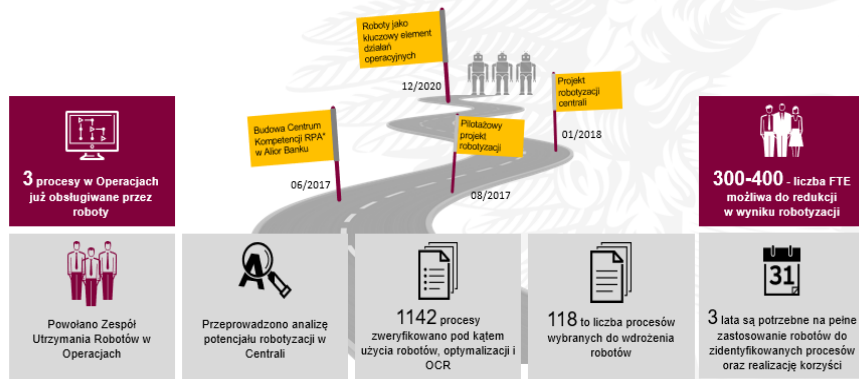 Roboty jako
kluczowy element
działań
operacyjnych
12/2020
Projekt
robotyzacji
centrali
01/2018
Budowa Centrum
Kompetencji RPA*
w Alior Banku
06/2017
Pilotażowy
projekt
robotyzacji
08/2017
3 procesy w Operacjach
już obsługiwane przez
roboty
300-400 - liczba FTE
możliwa do redukcji
w wyniku robotyzacji
Powołano Zespół
Utrzymania Robotów w
Operacjach
Przeprowadzono analizę
potencjału robotyzacji w
Centrali
1142 procesy
zweryfikowano pod kątem
użycia robotów, optymalizacji i
OCR
118 to liczba procesów
wybranych do wdrożenia
robotów
31
3 lata są potrzebne na pełne
zastosowanie robotów do
zidentyfikowanych procesów
oraz realizację korzyści